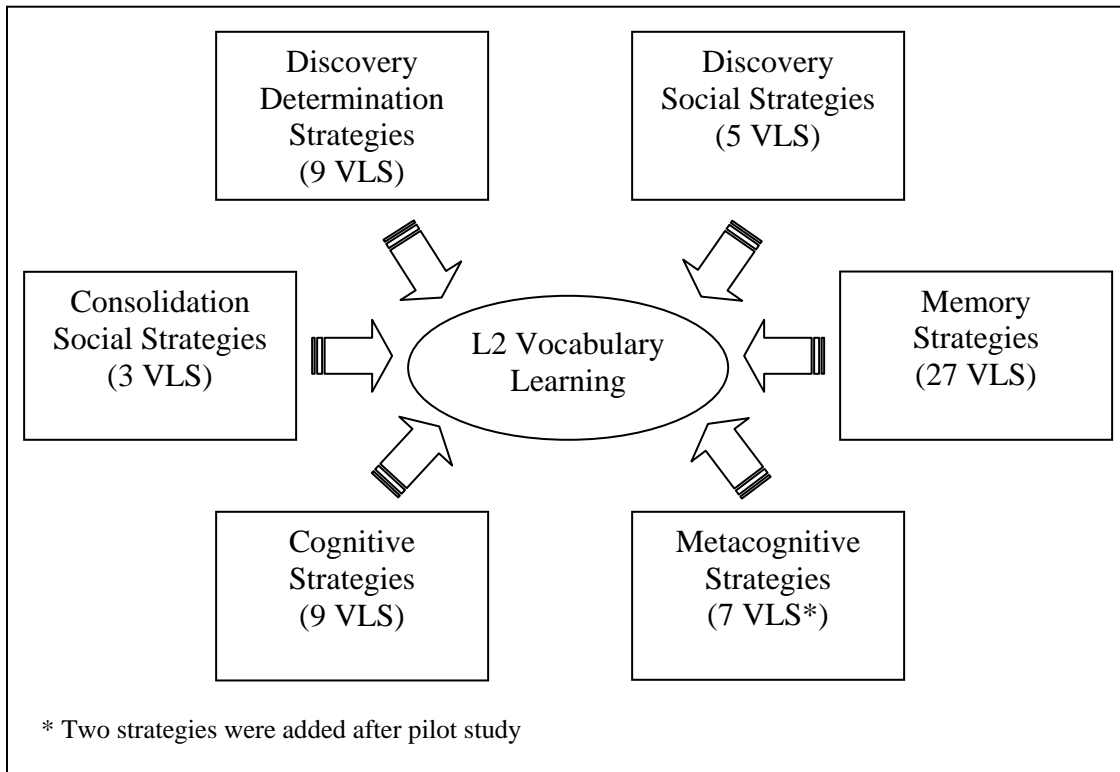 Discovery
Determination
Strategies
(9 VLS)
Discovery
Social Strategies
(5 VLS)
Consolidation
Social Strategies
(3 VLS)
L2 Vocabulary
Learning
Memory
Strategies
(27 VLS)
Cognitive
Strategies
(9 VLS)
Metacognitive
Strategies
(7 VLS*)
* Two strategies were added after pilot study